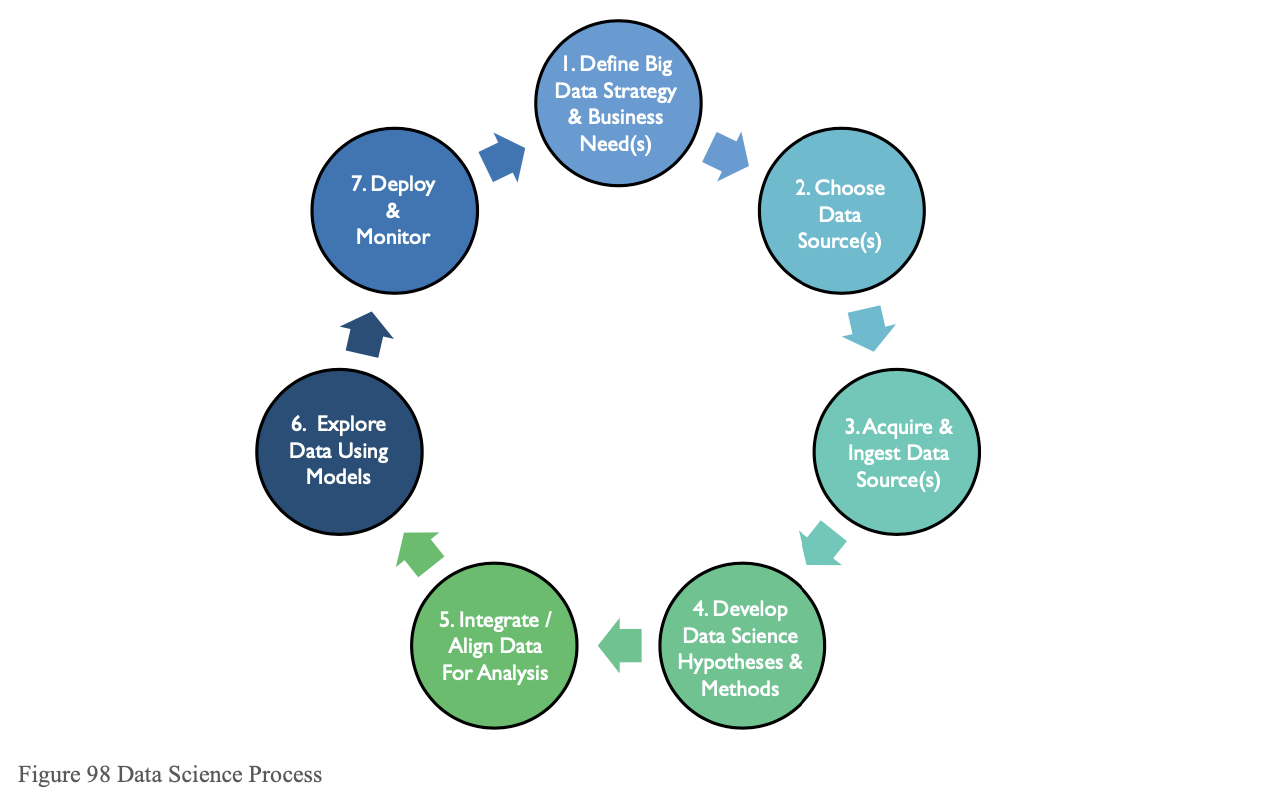 1. Define Big
Data Strategy
& Business
Need(s)
2. Choose
Data
Source(s)
3. Acquire &
Ingest Data
Source(s)
4. Develop
Data Science
Hypotheses &
Methods
5. Integrate /
Align Data
For Analysis
6. Explore
Data Using
Models
7. Deploy
&
Monitor
Figure 98 Data Science Process